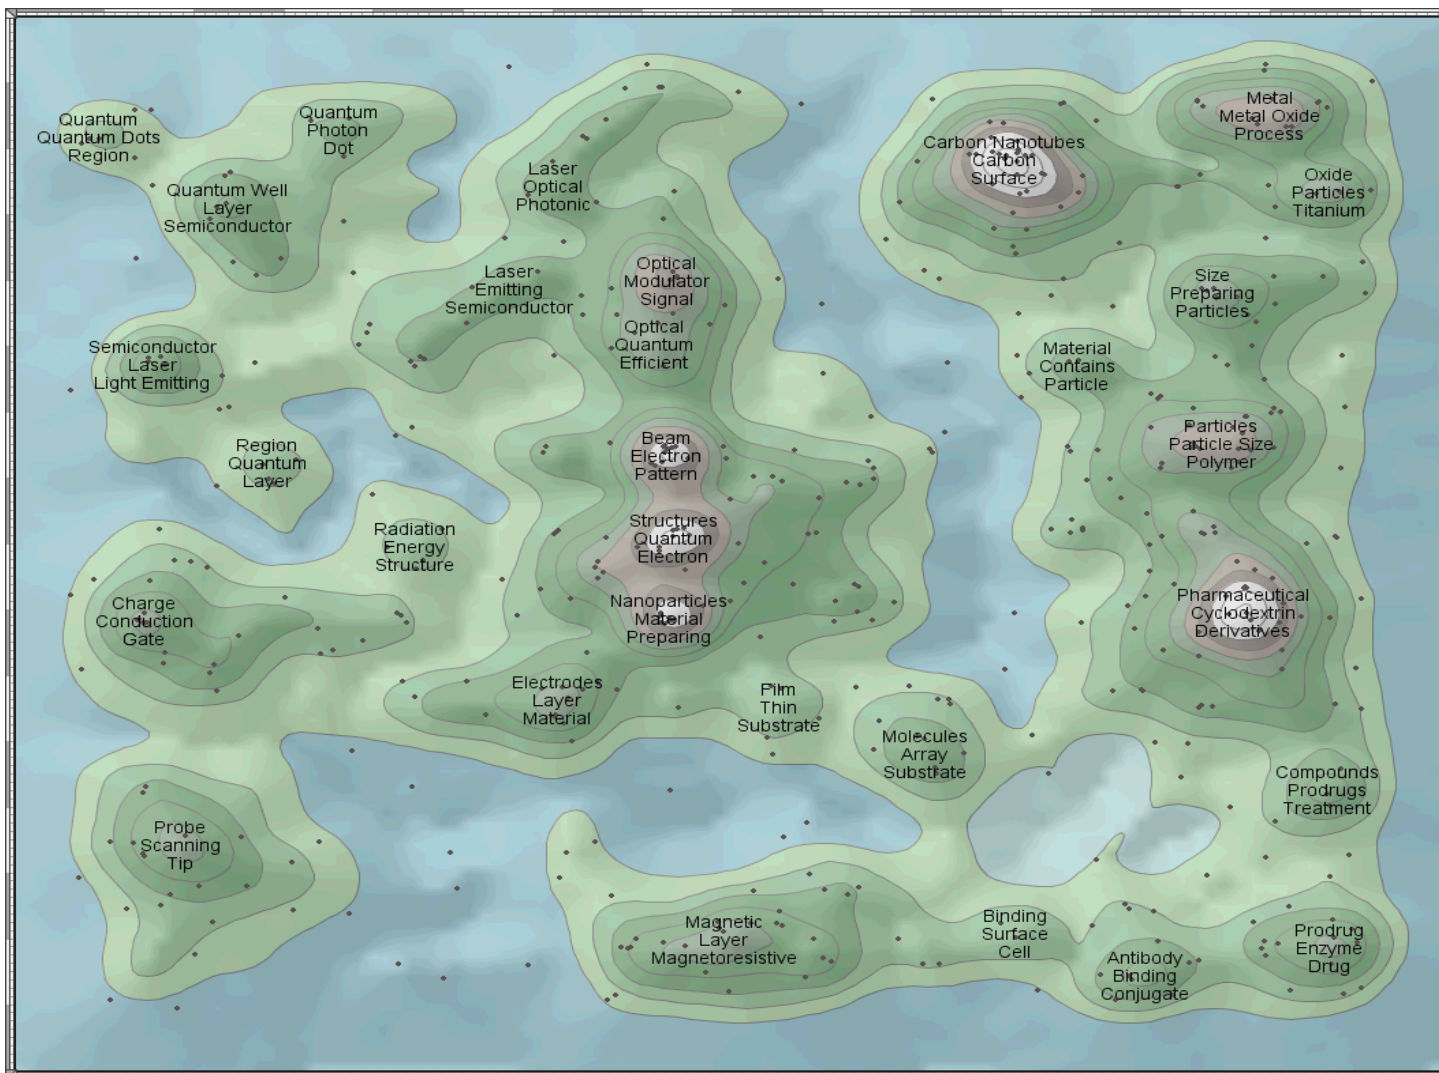 Quantum
Quantum Dots
Region
Quantum
Photon
Dot
Quantum Well
Layer
Semiconductor
Laser
Optical
Photonic
Carbon Nanotubes
Carbon
Surface
Metal
Metal Oxide
Process
Oxide
Particles
Titanium
Laser
Emitting
Semiconductor
Optical
Modulator
Signal
Optical
Quantum
Efficient
Size
Preparing
Particles
Semiconductor
Laser
Light Emitting
Material
Contains
Particle
Region
Quantum
Layer
Beam
Electron
Pattern
Particles
Particle Size
Polymer
Radiation
Energy
Structure
Structures
Quantum
Electron
Charge
Conduction
Gate
Nanoparticles
Material
Preparing
Pharmaceutical
Cyclodextrin
Derivatives
Electrodes
Layer
Material
Film
Thin
Substrate
Molecules
Array
Substrate
Compounds
Prodrugs
Treatment
Probe
Scanning
Tip
Magnetic
Layer
Magnetoresistive
Binding
Surface
Cell
Antibody
Binding
Conjugate
Prodrug
Enzyme
Drug